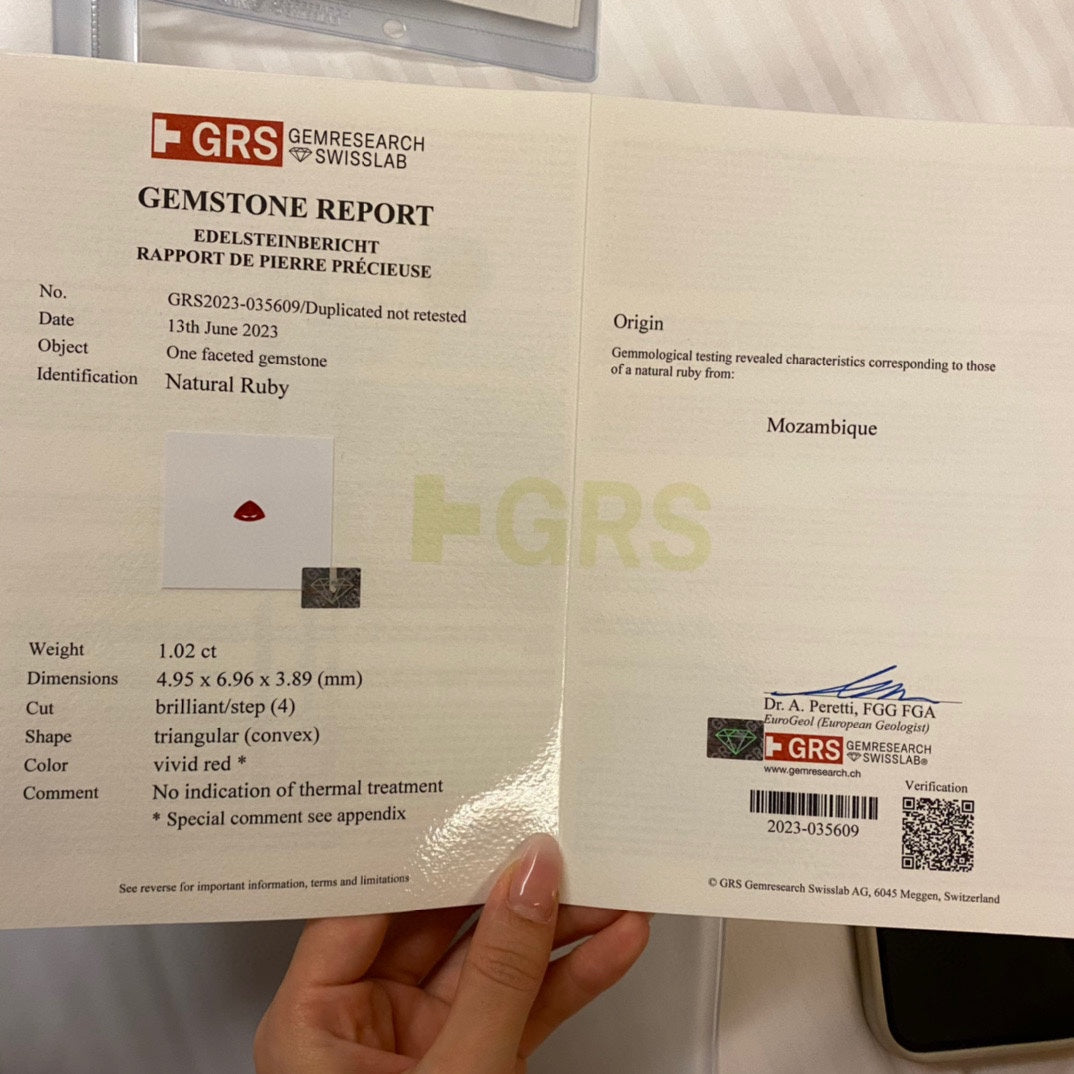 GRS GEMRESEARCH
SWISSLAB
GEMSTONE REPORT
EDELSTEINBERICHT
RAPPORT DE PIERRE PRÉCIEUSE
No. GRS2023-035609/Duplicated not retested
Date 13th June 2023
Object One faceted gemstone
Identification Natural Ruby
Weight 1.02 ct
Dimensions 4.95 x 6.96 x 3.89 (mm)
Cut brilliant/step (4)
Shape triangular (convex)
Color vivid red *
Comment No indication of thermal treatment
* Special comment see appendix
See reverse for important information, terms and limitations
GRS
Origin
Gemmological testing revealed characteristics corresponding to those
of a natural ruby from:
Mozambique
Dr. A. Peretti, FGG FGA
EuroGeol (European Geologist)
GRS GEMRESEARCH
SWISSLAB®
www.gemresearch.ch
Verification
2023-035609
© GRS Gemresearch Swisslab AG, 6045 Meggen, Switzerland